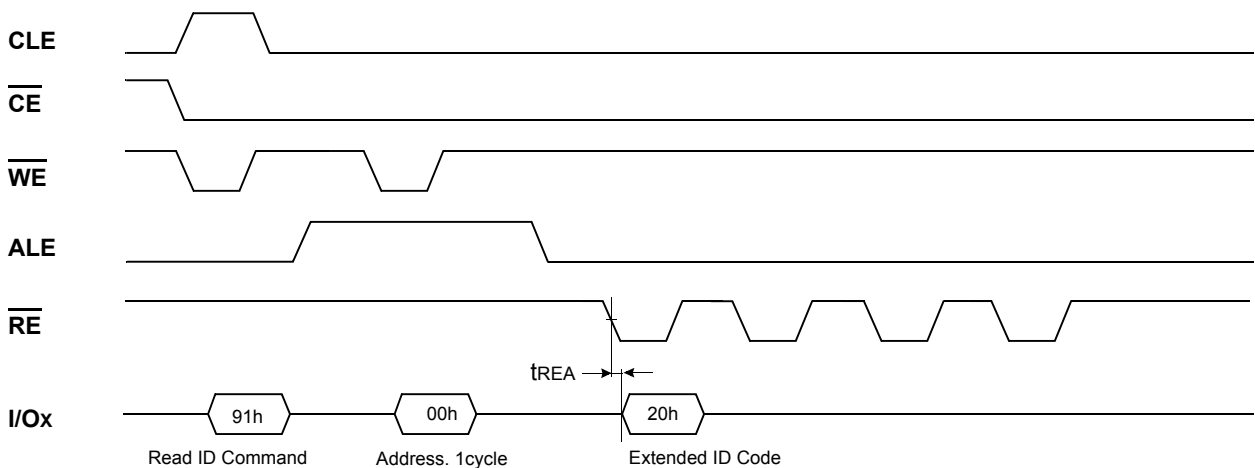 CLE
CE
WE
ALE
RE
tREA
I/Ox 91h 00h 20h
Read ID Command Address. 1cycle Extended ID Code